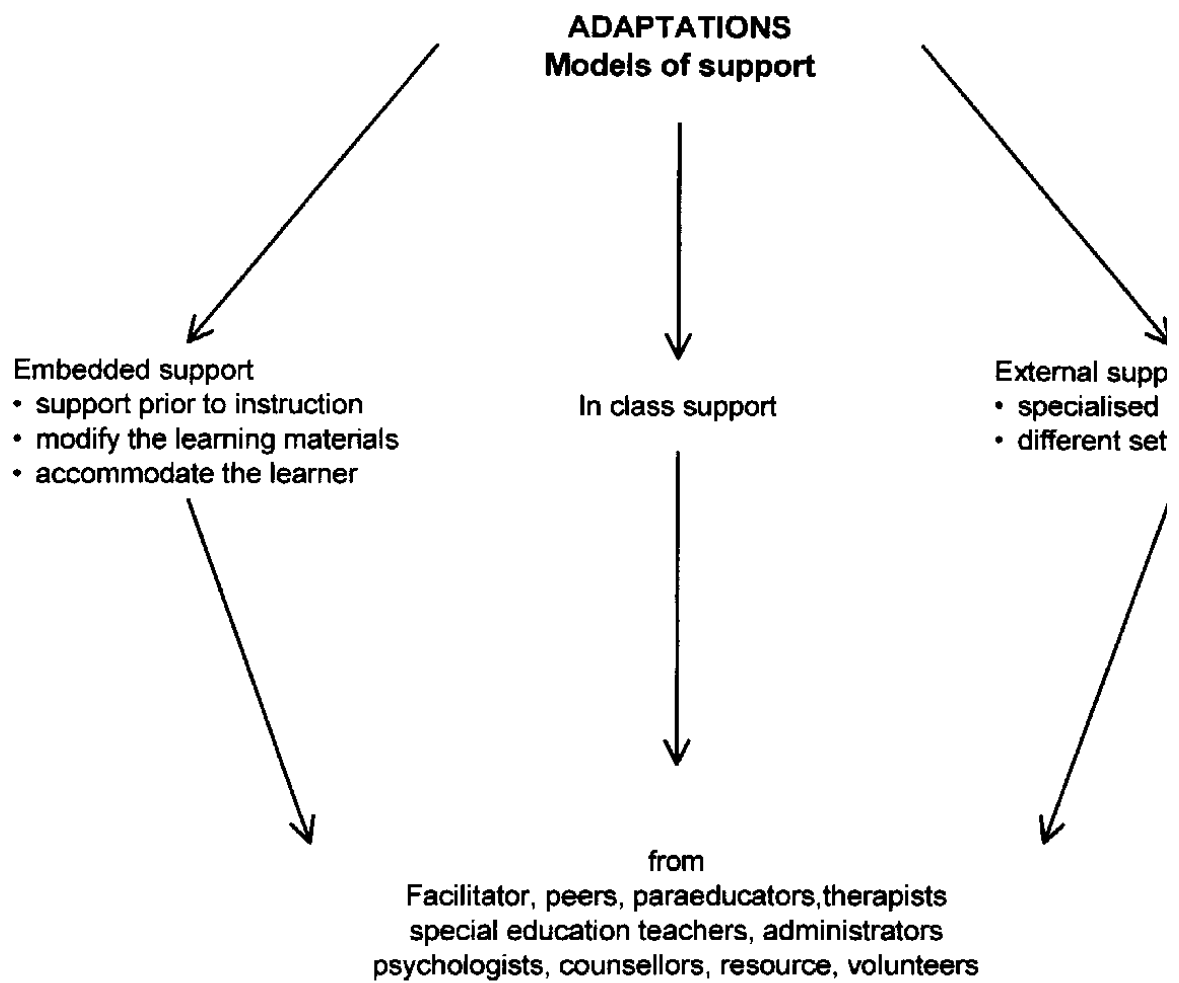 ADAPTATIONS
Models of support
Embedded support
• support prior to instruction
• modify the learning materials
• accommodate the learner
In class support
External supp
• specialised
• different set
from
Facilitator, peers, paraeducators,therapists
special education teachers, administrators
psychologists, counsellors, resource, volunteers